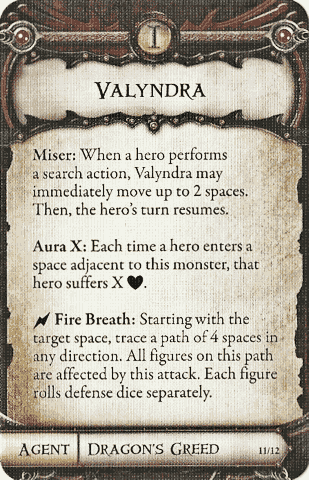 I
VALYNDRA
Miser: When a hero performs
a search action, Valyndra may
immediately move up to 2 spaces.
Then, the hero's turn resumes.
Aura X: Each time a hero enters a
space adjacent to this monster, that
hero suffers X ♥.
Fire Breath: Starting with the
target space, trace a path of 4 spaces in
any direction. All figures on this path
are affected by this attack. Each figure
rolls defense dice separately.
AGENT | DRAGON'S GREED 11/12